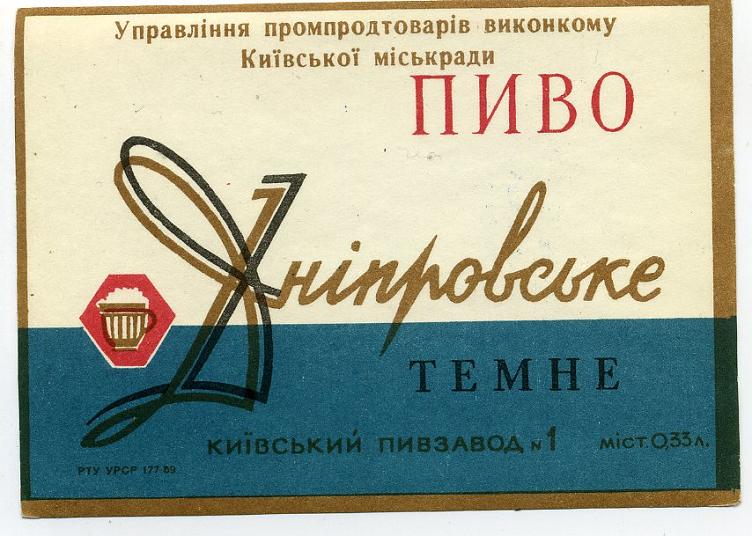 Управління промпродтоварів виконкому
Київської міськради
ПИВО
Дніпровське
ТЕМНЕ
КИЇВСЬКИЙ ПИВЗАВОД №1 МІСТ. 0,33 л.
РТУ УРСР 177-59